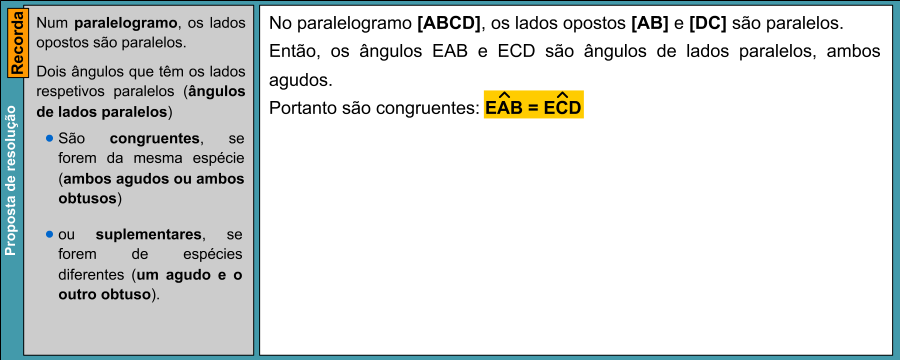 Proposta de resolução
Recorda
Num paralelogramo, os lados
opostos são paralelos.
Dois ângulos que têm os lados
respetivos paralelos (ângulos
de lados paralelos)
● São congruentes, se
forem da mesma espécie
(ambos agudos ou ambos
obtusos)
● ou suplementares, se
forem de espécies
diferentes (um agudo e o
outro obtuso).
No paralelogramo [ABCD], os lados opostos [AB] e [DC] são paralelos.
Então, os ângulos EAB e ECD são ângulos de lados paralelos, ambos
agudos.
Portanto são congruentes: EÂB = EĈD